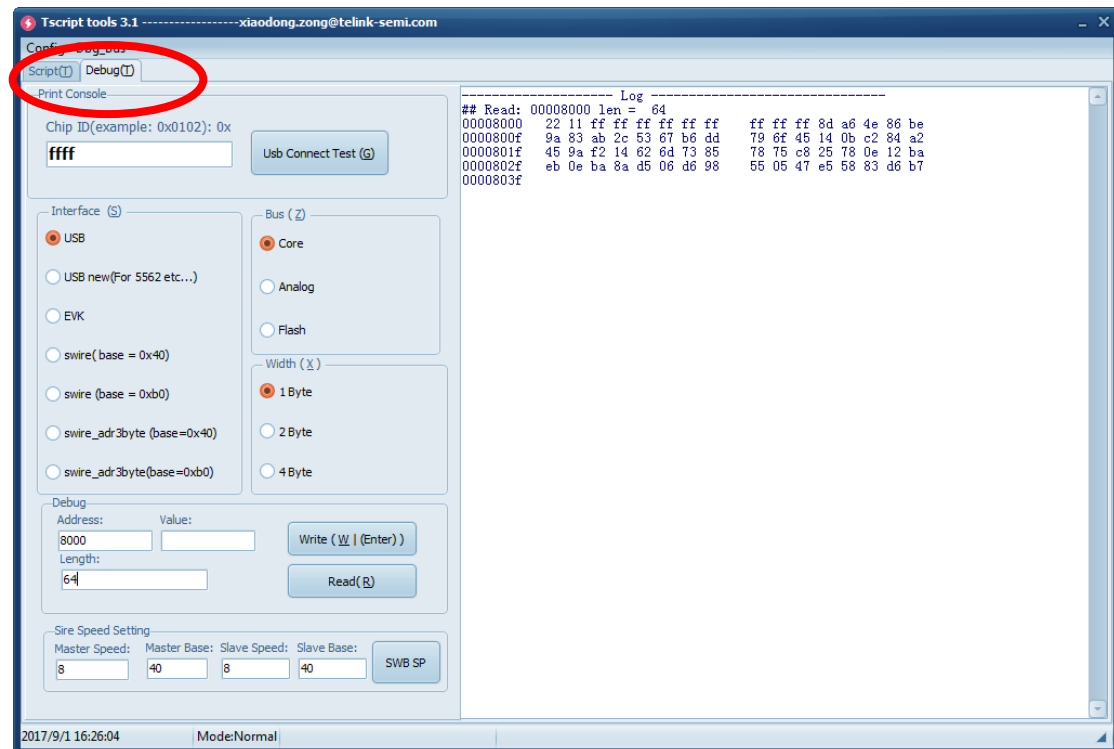 Tscript tools 3.1 ------------------xiaodong.zong@telink-semi.com
Config Dbg_bus
Script(T) Debug(T)
Print Console
Chip ID(example: 0x0102): 0x
ffff
Usb Connect Test (G)
Interface (S)
USB
USB new(For 5562 etc...)
EVK
swire( base = 0x40)
swire (base = 0xb0)
swire_adr3byte (base=0x40)
swire_adr3byte(base=0xb0)
Bus ( Z)
Core
Analog
Flash
Width ( X )
1 Byte
2 Byte
4 Byte
Debug
Address: Value:
8000
Length:
64
Write ( W | (Enter) )
Read( R)
Sire Speed Setting
Master Speed: Master Base: Slave Speed: Slave Base:
8 40 8 40
SWB SP
-------------------- Log -------------------------------
## Read: 00008000 len = 64
00008000 22 11 ff ff ff ff ff ff ff ff ff 8d a6 4e 86 be
0000800f 9a 83 ab 2c 53 67 b6 dd 79 6f 45 14 0b c2 84 a2
0000801f 45 9a f2 14 62 6d 73 85 78 75 c8 25 78 0e 12 ba
0000802f eb 0e ba 8a d5 06 d6 98 55 05 47 e5 58 83 d6 b7
0000803f
2017/9/1 16:26:04 Mode:Normal